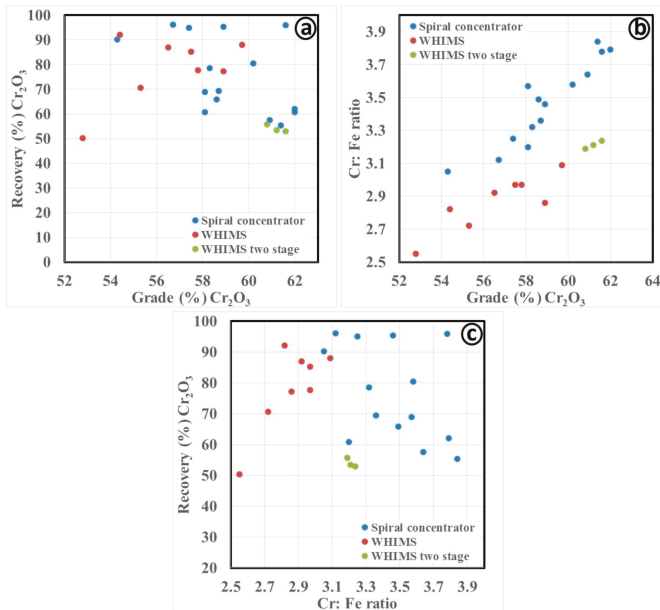 a
Recovery (%) Cr₂O₃
100
90
80
70
60
50
40
30
20
10
0
Spiral concentrator
WHIMS
WHIMS two stage
52 54 56 58 60 62
Grade (%) Cr₂O₃
b
Cr: Fe ratio
3.9
3.7
3.5
3.3
3.1
2.9
2.7
2.5
Spiral concentrator
WHIMS
WHIMS two stage
52 54 56 58 60 62 64
Grade (%) Cr₂O₃
c
Recovery (%) Cr₂O₃
100
90
80
70
60
50
40
30
20
Spiral concentrator
WHIMS
WHIMS two stage
2.5 2.7 2.9 3.1 3.3 3.5 3.7 3.9
Cr: Fe ratio